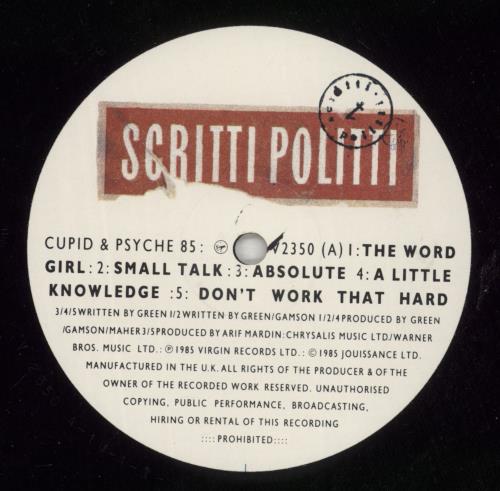 SCRITTI POLITTI
CUPID & PSYCHE 85: V2350 (A) 1: THE WORD
GIRL: 2: SMALL TALK 3: ABSOLUTE 4: A LITTLE
KNOWLEDGE :5: DON'T WORK THAT HARD
3/4/5WRITTEN BY GREEN 1/2 WRITTEN BY GREEN/GAMSON 1/2/4 PRODUCED BY GREEN
/GAMSON/MAHER 3/5 PRODUCED BY ARIF MARDIN: CHRYSALIS MUSIC LTD/WARNER
BROS. MUSIC LTD.: ℗ 1985 VIRGIN RECORDS LTD.: © 1985 JOUISSANCE LTD.
MANUFACTURED IN THE U.K. ALL RIGHTS OF THE PRODUCER & OF THE
OWNER OF THE RECORDED WORK RESERVED. UNAUTHORISED
COPYING, PUBLIC PERFORMANCE, BROADCASTING,
HIRING OR RENTAL OF THIS RECORDING
::::PROHIBITED::::